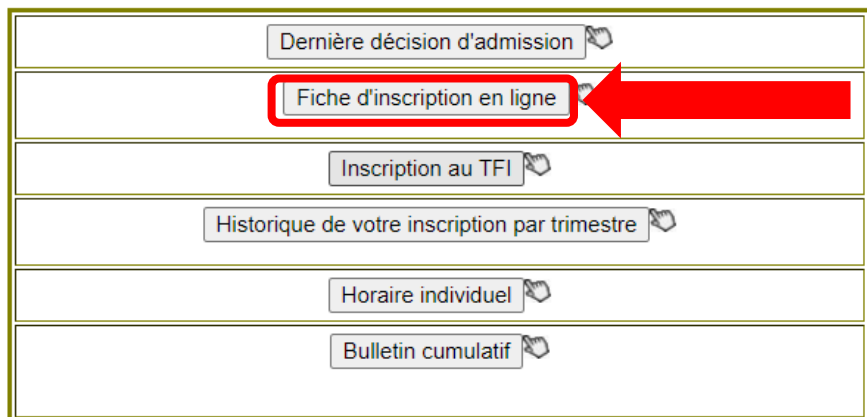 Dernière décision d'admission
Fiche d'inscription en ligne
Inscription au TFI
Historique de votre inscription par trimestre
Horaire individuel
Bulletin cumulatif